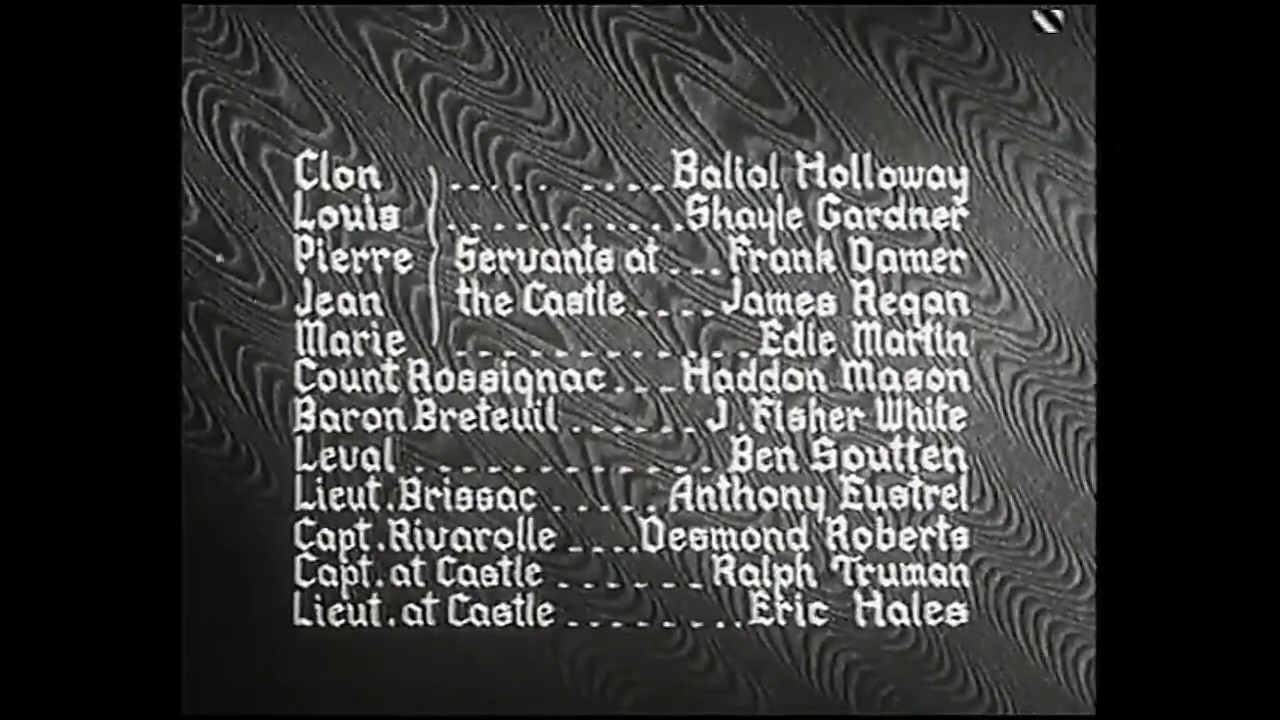 Clon ..... .....Baliol Holloway
Louis ............Shayle Gardner
Pierre Servants at ...Frank Damer
Jean the Castle ....James Regan
Marie .............Edie Martin
Count Rossignac ...Haddon Mason
Baron Breteuil ......J. Fisher White
Leval .............Ben Soutten
Lieut. Brissac .....Anthony Eustrel
Capt. Rivarolle ....Desmond Roberts
Capt. at Castle .......Ralph Truman
Lieut. at Castle ........Eric Hales